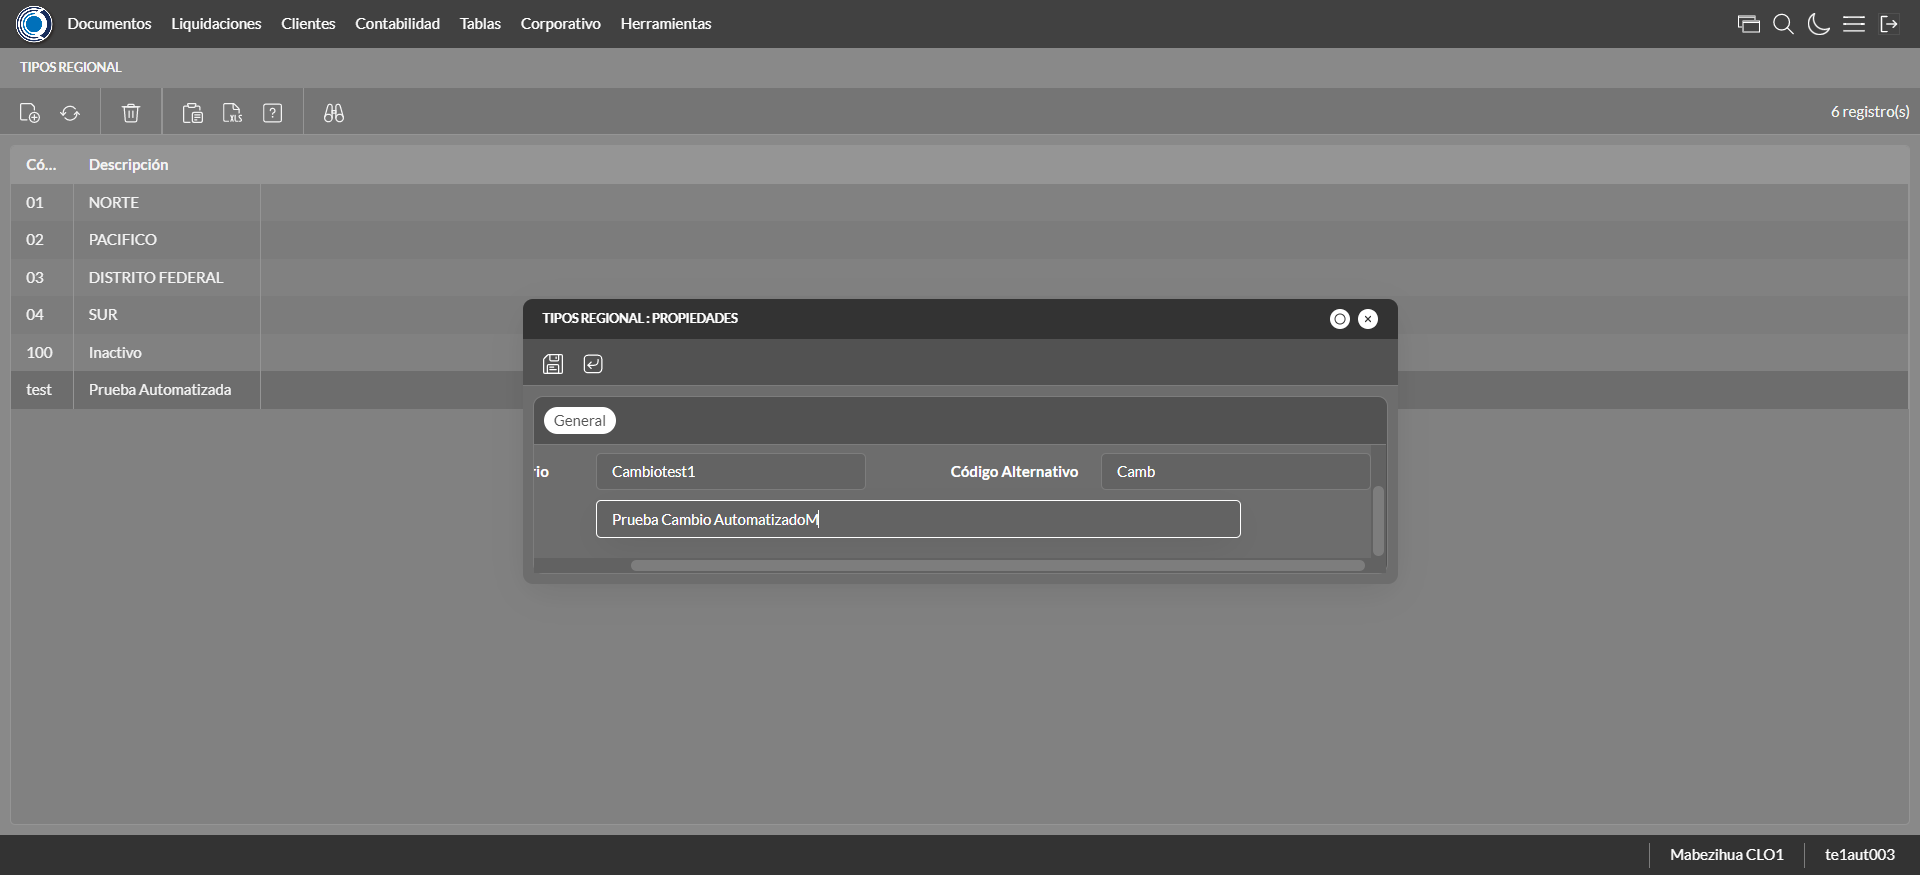 Documentos Liquidaciones Clientes Contabilidad Tablas Corporativo Herramientas
TIPOS REGIONAL
XLS ? 6 registro(s)
Có... Descripción
01 NORTE
02 PACIFICO
03 DISTRITO FEDERAL
04 SUR
100 Inactivo
test Prueba Automatizada
TIPOS REGIONAL : PROPIEDADES
General
rio Cambiotest1 Código Alternativo Camb
Prueba Cambio AutomatizadoM
Mabezihua CLO1 te1aut003